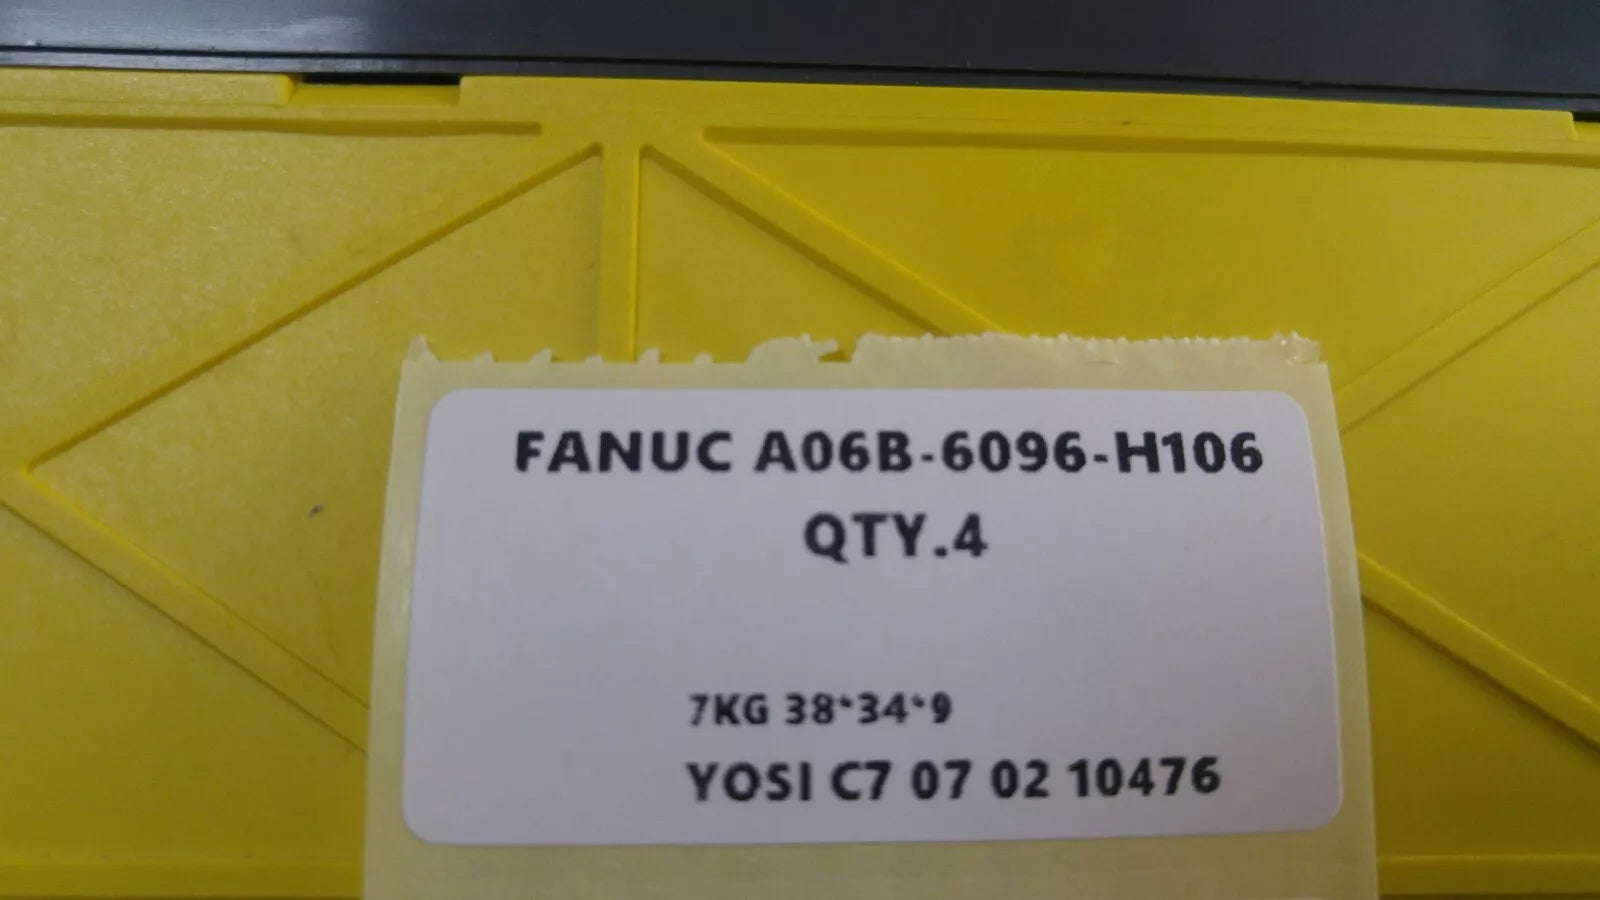 FANUC A06B-6096-H106
QTY.4
7KG 38*34*9
YOSI C7 07 02 10476